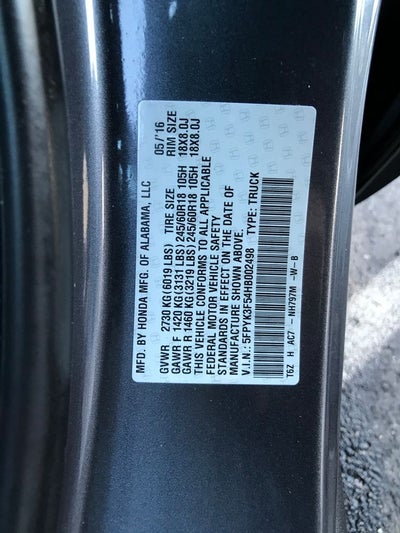 MFD. BY HONDA MFG. OF ALABAMA, LLC 05/'16
GVWR 2730 KG(6019 LBS) TIRE SIZE RIM SIZE
GAWR F 1420 KG(3131 LBS) 245/60R18 105H 18X8.0J
GAWR R 1460 KG(3219 LBS) 245/60R18 105H 18X8.0J
THIS VEHICLE CONFORMS TO ALL APPLICABLE
FEDERAL MOTOR VEHICLE SAFETY
STANDARDS IN EFFECT ON THE DATE OF
MANUFACTURE SHOWN ABOVE.
V.I.N.: 5FPYK3F54HB002498 TYPE: TRUCK
T6Z H AC7 - NH797M -W-B